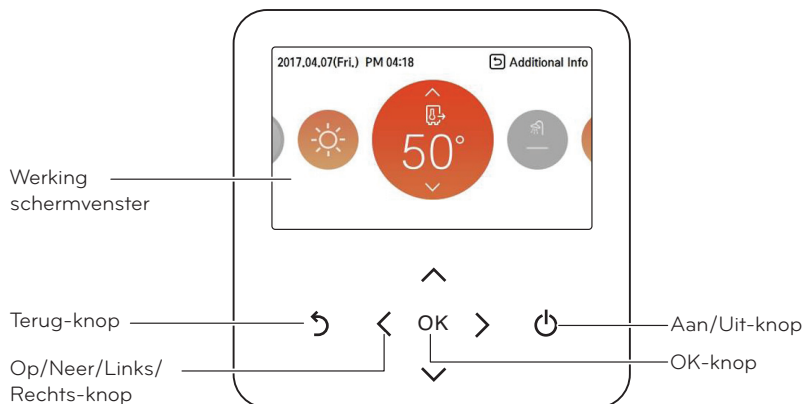 2017.04.07(Fri.) PM 04:18
Additional Info
50°
Werking
schermvenster
Terug-knop
OK
Aan/Uit-knop
OK-knop
Op/Neer/Links/
Rechts-knop